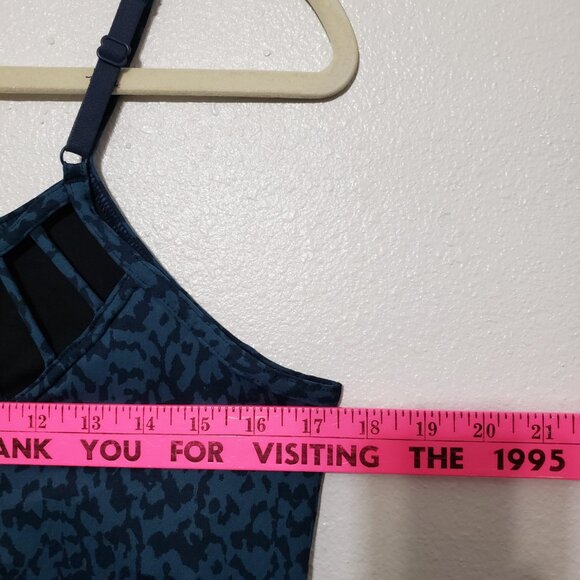 12 13 14 15 16 17 18 19 20 21
ANK YOU FOR VISITING THE 1995